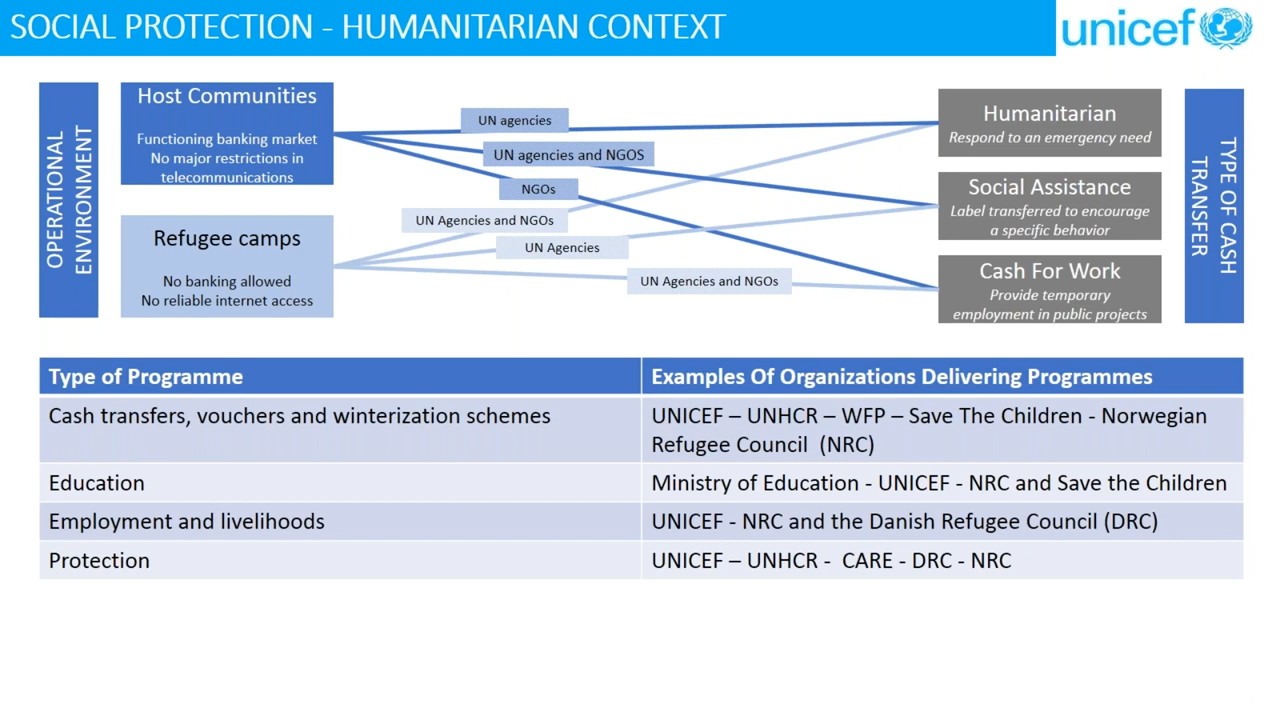 SOCIAL PROTECTION - HUMANITARIAN CONTEXT
unicef
OPERATIONAL
ENVIRONMENT
Host Communities
Functioning banking market
No major restrictions in
telecommunications
Refugee camps
No banking allowed
No reliable internet access
UN agencies
UN agencies and NGOS
NGOs
UN Agencies and NGOs
UN Agencies
UN Agencies and NGOs
Humanitarian
Respond to an emergency need
Social Assistance
Label transferred to encourage
a specific behavior
Cash For Work
Provide temporary
employment in public projects
TYPE OF CASH
TRANSFER
Type of Programme
Examples Of Organizations Delivering Programmes
Cash transfers, vouchers and winterization schemes
UNICEF – UNHCR – WFP – Save The Children - Norwegian
Refugee Council (NRC)
Education
Ministry of Education - UNICEF - NRC and Save the Children
Employment and livelihoods
UNICEF - NRC and the Danish Refugee Council (DRC)
Protection
UNICEF – UNHCR - CARE - DRC - NRC